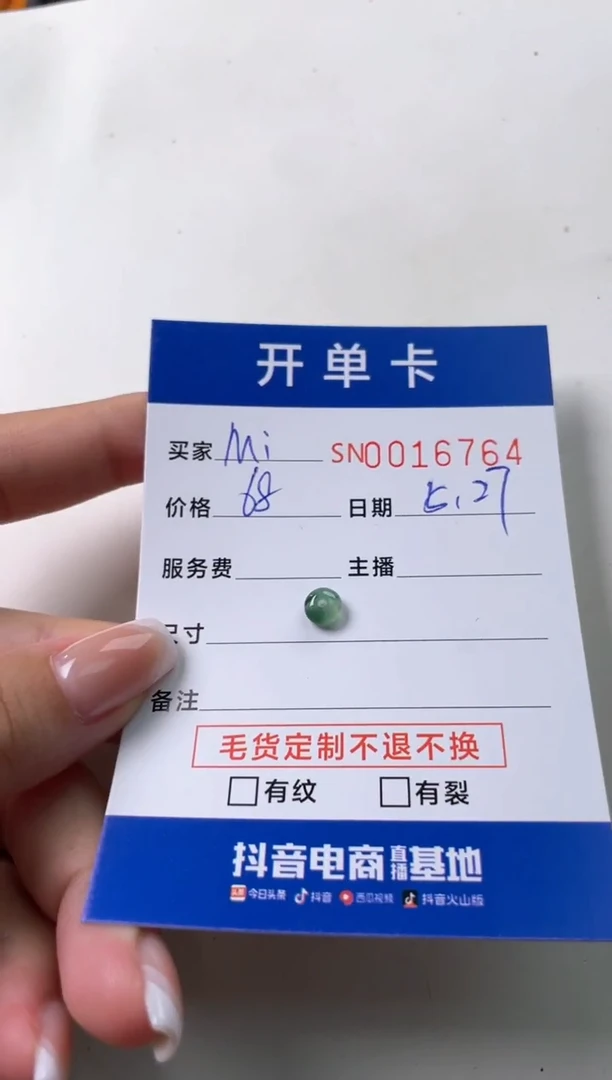 开单卡
买家 Mi SN0016764
价格 68 日期 5.27
服务费 主播
尺寸
备注
毛货定制不退不换
有纹 有裂
抖音电商直播基地
头条 今日头条 抖音 西瓜视频 抖音火山版